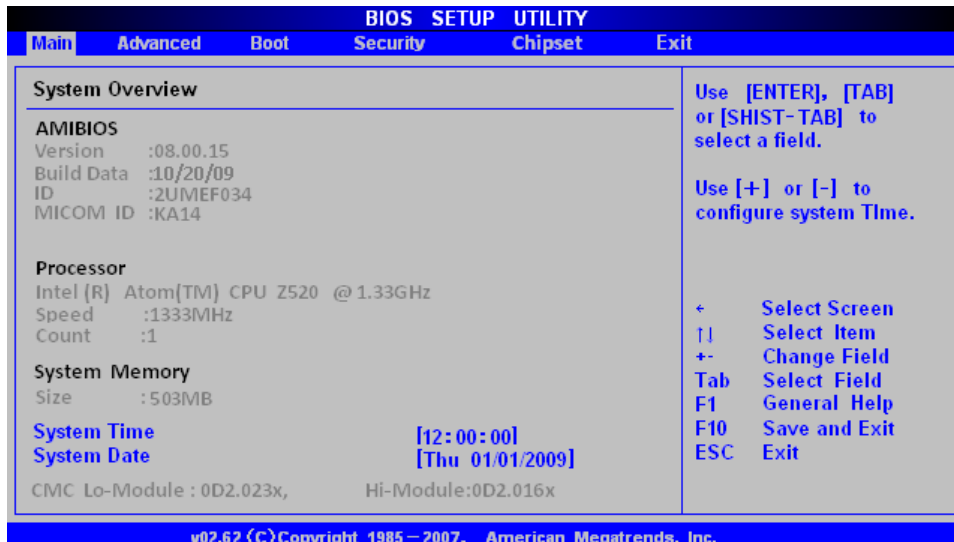 BIOS SETUP UTILITY
Main Advanced Boot Security Chipset Exit
System Overview
AMIBIOS
Version :08.00.15
Build Data :10/20/09
ID :2UMEF034
MICOM ID :KA14
Processor
Intel (R) Atom(TM) CPU Z520 @ 1.33GHz
Speed :1333MHz
Count :1
System Memory
Size :503MB
System Time [12:00:00]
System Date [Thu 01/01/2009]
CMC Lo-Module : 0D2.023x, Hi-Module:0D2.016x
Use [ENTER], [TAB]
or [SHIST-TAB] to
select a field.
Use [+] or [-] to
configure system TIme.
← Select Screen
↑↓ Select Item
+- Change Field
Tab Select Field
F1 General Help
F10 Save and Exit
ESC Exit
v02.62 (C)Copyright 1985-2007, American Megatrends, Inc.